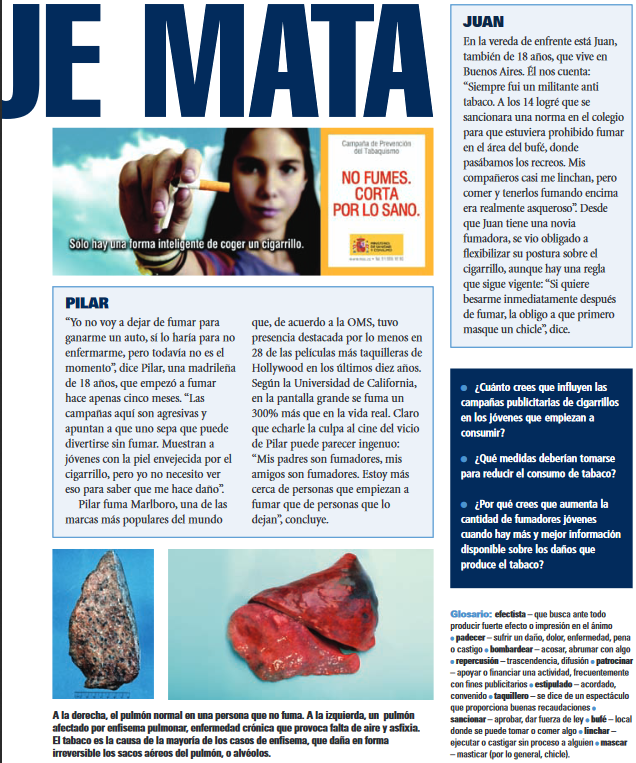 UE MATA
Campaña de Prevención
del Tabaquismo
NO FUMES.
CORTA
POR LO SANO.
Sólo hay una forma inteligente de coger un cigarrillo.
PILAR
“Yo no voy a dejar de fumar para
ganarme un auto, sí lo haría para no
enfermarme, pero todavía no es el
momento”, dice Pilar, una madrileña
de 18 años, que empezó a fumar
hace apenas cinco meses. “Las
campañas aquí son agresivas y
apuntan a que uno sepa que puede
divertirse sin fumar. Muestran a
jóvenes con la piel envejecida por el
cigarrillo, pero yo no necesito ver
eso para saber que me hace daño”.
Pilar fuma Marlboro, una de las
marcas más populares del mundo
que, de acuerdo a la OMS, tuvo
presencia destacada por lo menos en
28 de las películas más taquilleras de
Hollywood en los últimos diez años.
Según la Universidad de California,
en la pantalla grande se fuma un
300% más que en la vida real. Claro
que echarle la culpa al cine del vicio
de Pilar puede parecer ingenuo:
“Mis padres son fumadores, mis
amigos son fumadores. Estoy más
cerca de personas que empiezan a
fumar que de personas que lo
dejan”, concluye.
A la derecha, el pulmón normal en una persona que no fuma. A la izquierda, un pulmón
afectado por enfisema pulmonar, enfermedad crónica que provoca falta de aire y asfixia.
El tabaco es la causa de la mayoría de los casos de enfisema, que daña en forma
irreversible los sacos aéreos del pulmón, o alvéolos.
JUAN
En la vereda de enfrente está Juan,
también de 18 años, que vive en
Buenos Aires. Él nos cuenta:
“Siempre fui un militante anti
tabaco. A los 14 logré que se
sancionara una norma en el colegio
para que estuviera prohibido fumar
en el área del bufé, donde
pasábamos los recreos. Mis
compañeros casi me linchan, pero
comer y tenerlos fumando encima
era realmente asqueroso”. Desde
que Juan tiene una novia
fumadora, se vio obligado a
flexibilizar su postura sobre el
cigarrillo, aunque hay una regla
que sigue vigente: “Si quiere
besarme inmediatamente después
de fumar, la obligo a que primero
masque un chicle”, dice.
● ¿Cuánto crees que influyen las
campañas publicitarias de cigarrillos
en los jóvenes que empiezan a
consumir?
● ¿Qué medidas deberían tomarse
para reducir el consumo de tabaco?
● ¿Por qué crees que aumenta la
cantidad de fumadores jóvenes
cuando hay más y mejor información
disponible sobre los daños que
produce el tabaco?
Glosario: efectista – que busca ante todo
producir fuerte efecto o impresión en el ánimo
● padecer – sufrir un daño, dolor, enfermedad, pena
o castigo ● bombardear – acosar, abrumar con algo
● repercusión – trascendencia, difusión ● patrocinar
– apoyar o financiar una actividad, frecuentemente
con fines publicitarios ● estipulado – acordado,
convenido ● taquillero – se dice de un espectáculo
que proporciona buenas recaudaciones ●
sancionar – aprobar, dar fuerza de ley ● bufé – local
donde se puede tomar o comer algo ● linchar –
ejecutar o castigar sin proceso a alguien ● mascar
– masticar (por lo general, chicle).